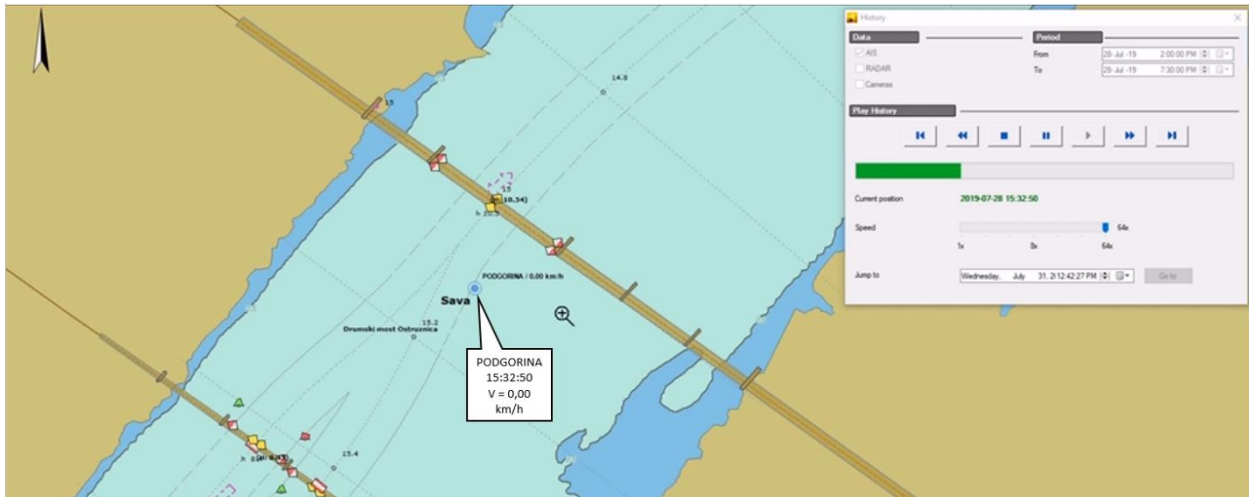 14.8
15
15
(10.54)
h 10.5
PODGORINA / 0.00 km/h
Sava
15.2
Drumski most Ostruznica
PODGORINA
15:32:50
V = 0,00
km/h
15.4
History
Data
AIS
RADAR
Cameras
Period
From
28-Jul-19 2:00:00 PM
To
28-Jul-19 7:30:00 PM
Play History
Current position
2019-07-28 15:32:50
Speed
64x
1x
8x
64x
Jump to
Wednesday, July 31, 2 12:42:27 PM
Go to